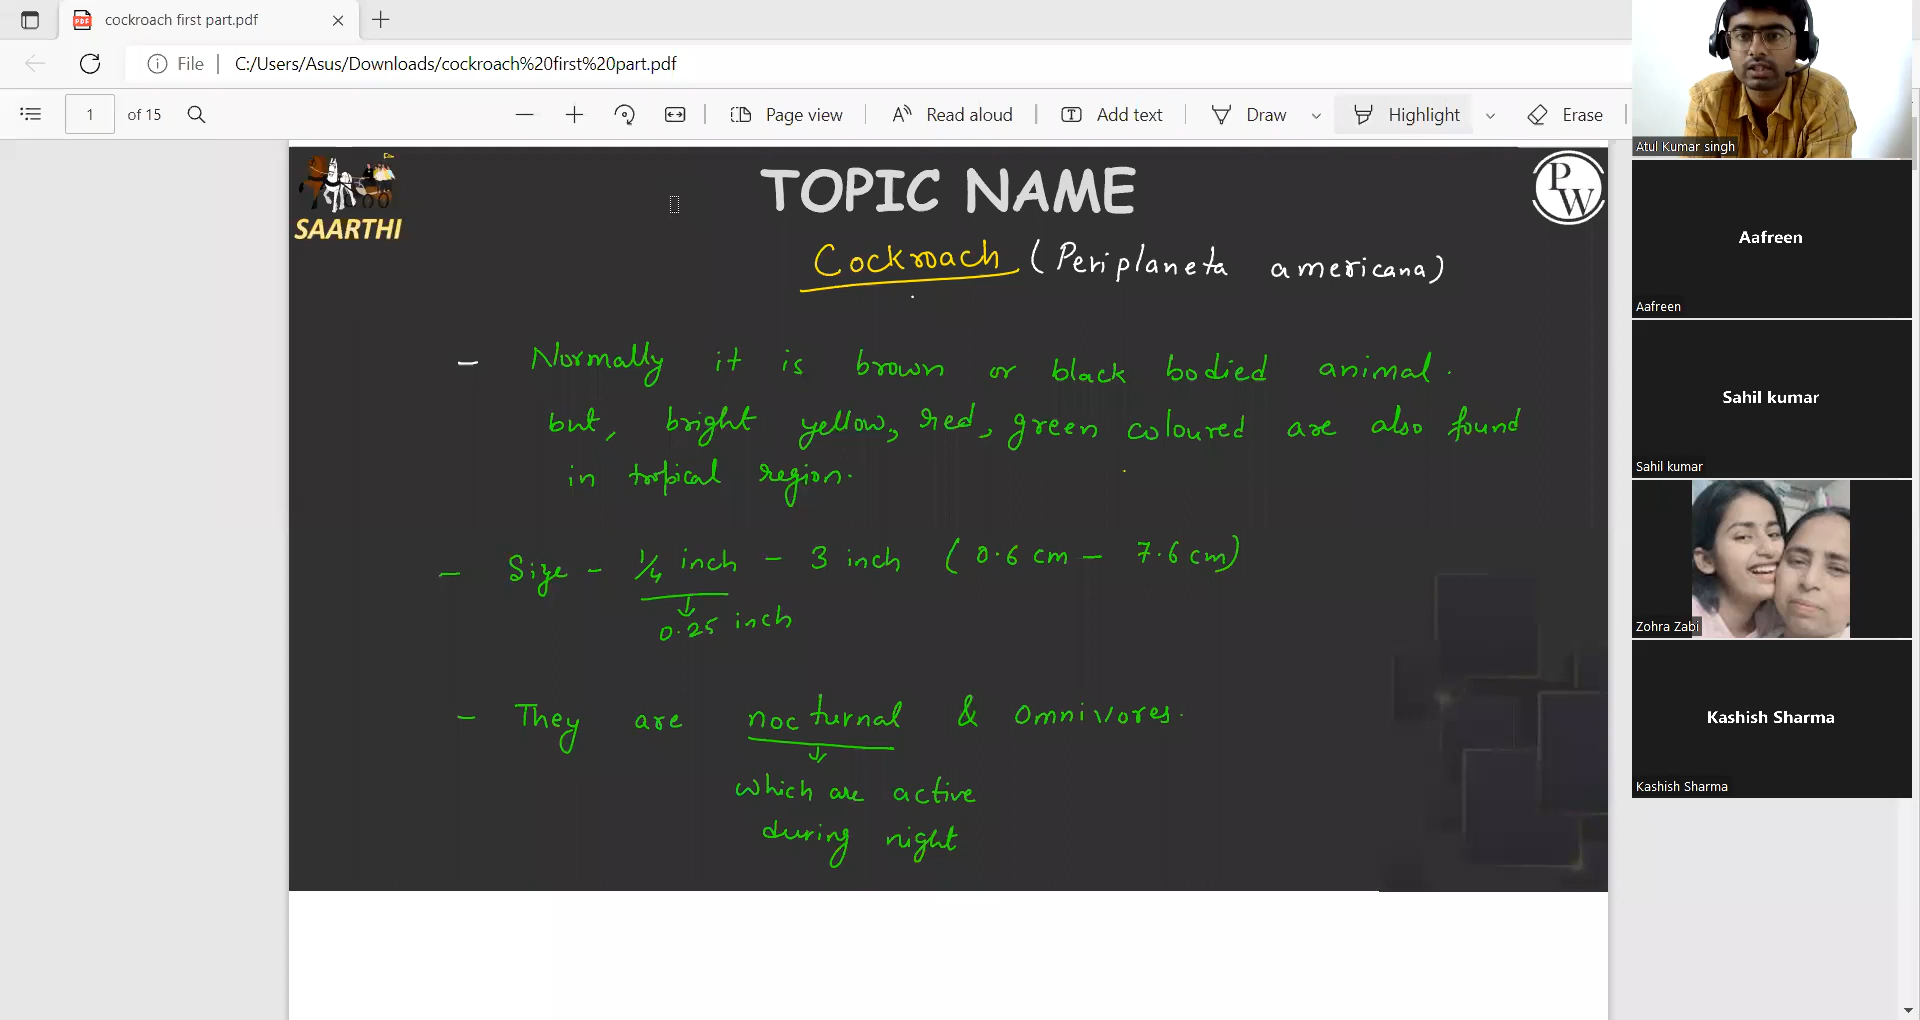 cockroach first part.pdf
File
C:/Users/Asus/Downloads/cockroach%20first%20part.pdf
1 of 15
Page view
Read aloud
Add text
Draw
Highlight
Erase
SAARTHI
TOPIC NAME
PW
Cockroach (Periplaneta americana)
- Normally it is brown or black bodied animal.
but, bright yellow, red, green coloured are also found
in tropical region.
- Size - 1/4 inch - 3 inch (0.6 cm - 7.6 cm)
0.25 inch
- They are nocturnal & omnivores.
which are active
during night
Atul Kumar singh
Aafreen
Aafreen
Sahil kumar
Sahil kumar
Zohra Zabi
Kashish Sharma
Kashish Sharma